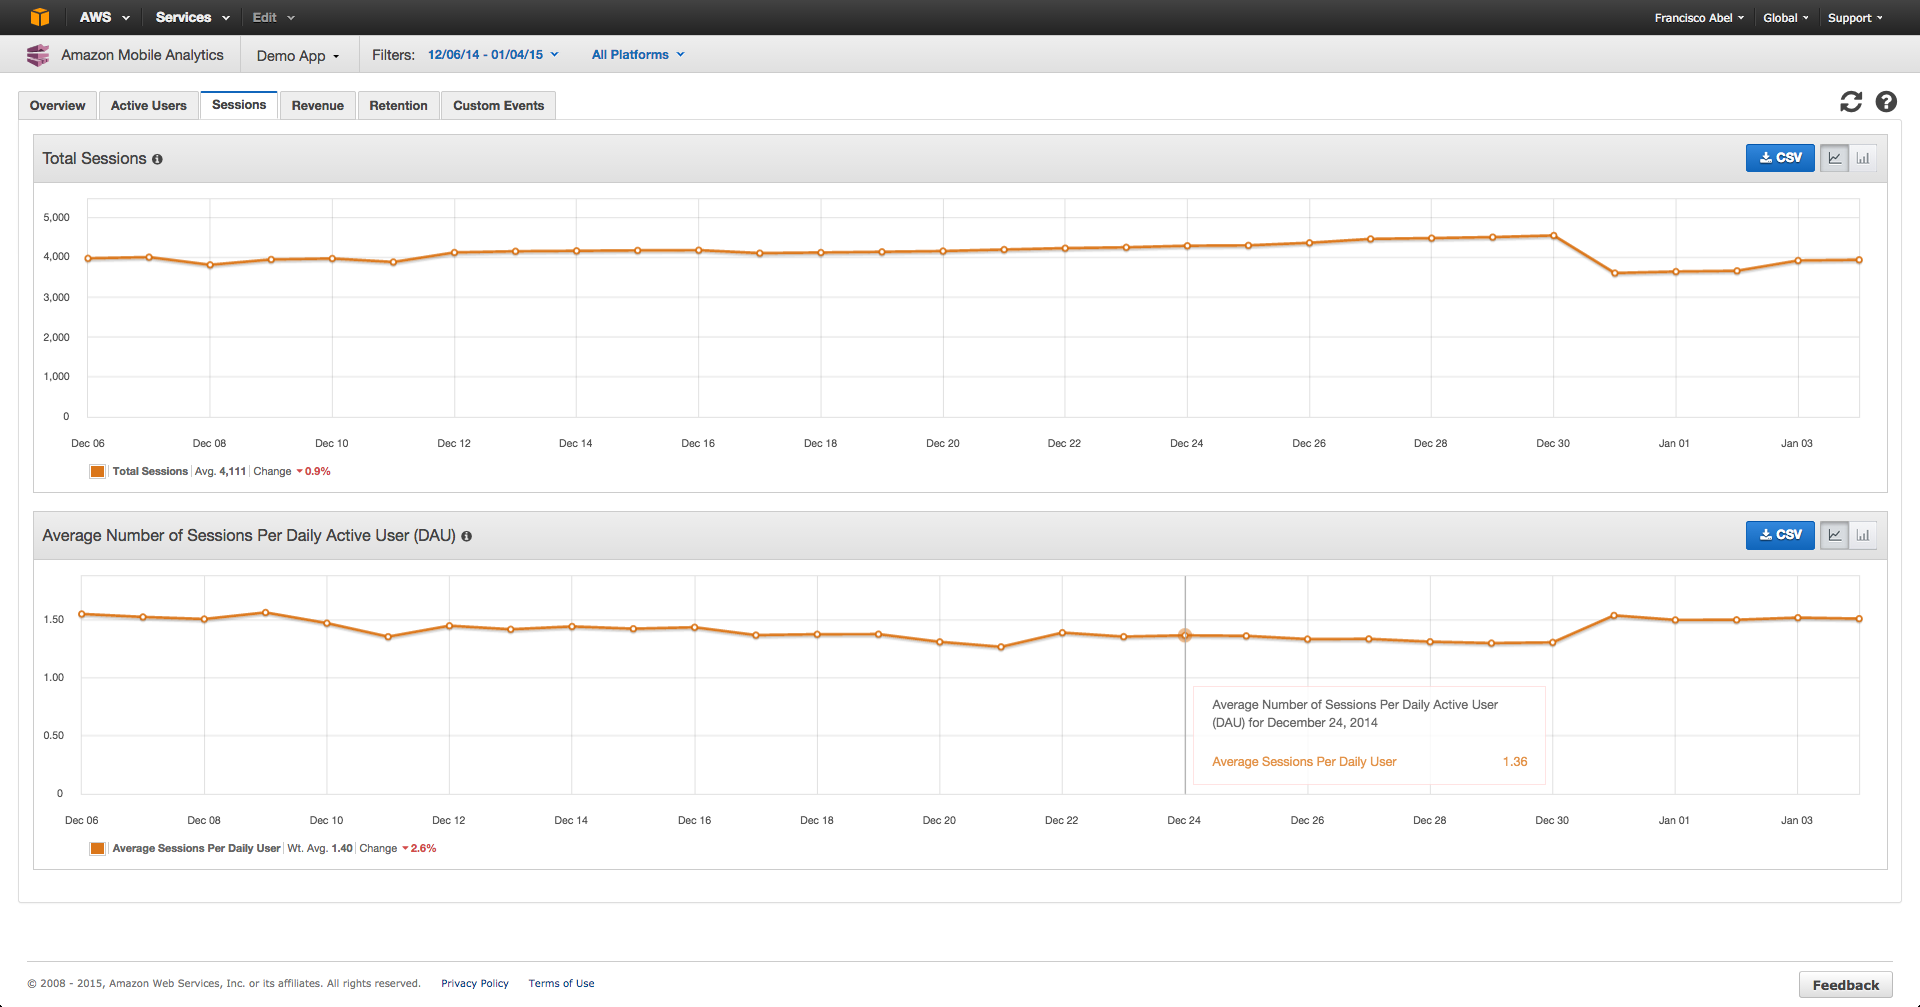 AWS Services Edit Francisco Abel Global Support
Amazon Mobile Analytics Demo App Filters: 12/06/14 - 01/04/15 All Platforms
Overview Active Users Sessions Revenue Retention Custom Events
Total Sessions CSV
5,000
4,000
3,000
2,000
1,000
0
Dec 06 Dec 08 Dec 10 Dec 12 Dec 14 Dec 16 Dec 18 Dec 20 Dec 22 Dec 24 Dec 26 Dec 28 Dec 30 Jan 01 Jan 03
Total Sessions Avg. 4,111 Change 0.9%
Average Number of Sessions Per Daily Active User (DAU) CSV
1.50
1.00
0.50
0
Average Number of Sessions Per Daily Active User
(DAU) for December 24, 2014
Average Sessions Per Daily User 1.36
Dec 06 Dec 08 Dec 10 Dec 12 Dec 14 Dec 16 Dec 18 Dec 20 Dec 22 Dec 24 Dec 26 Dec 28 Dec 30 Jan 01 Jan 03
Average Sessions Per Daily User Wt. Avg. 1.40 Change 2.6%
© 2008 - 2015, Amazon Web Services, Inc. or its affiliates. All rights reserved. Privacy Policy Terms of Use
Feedback